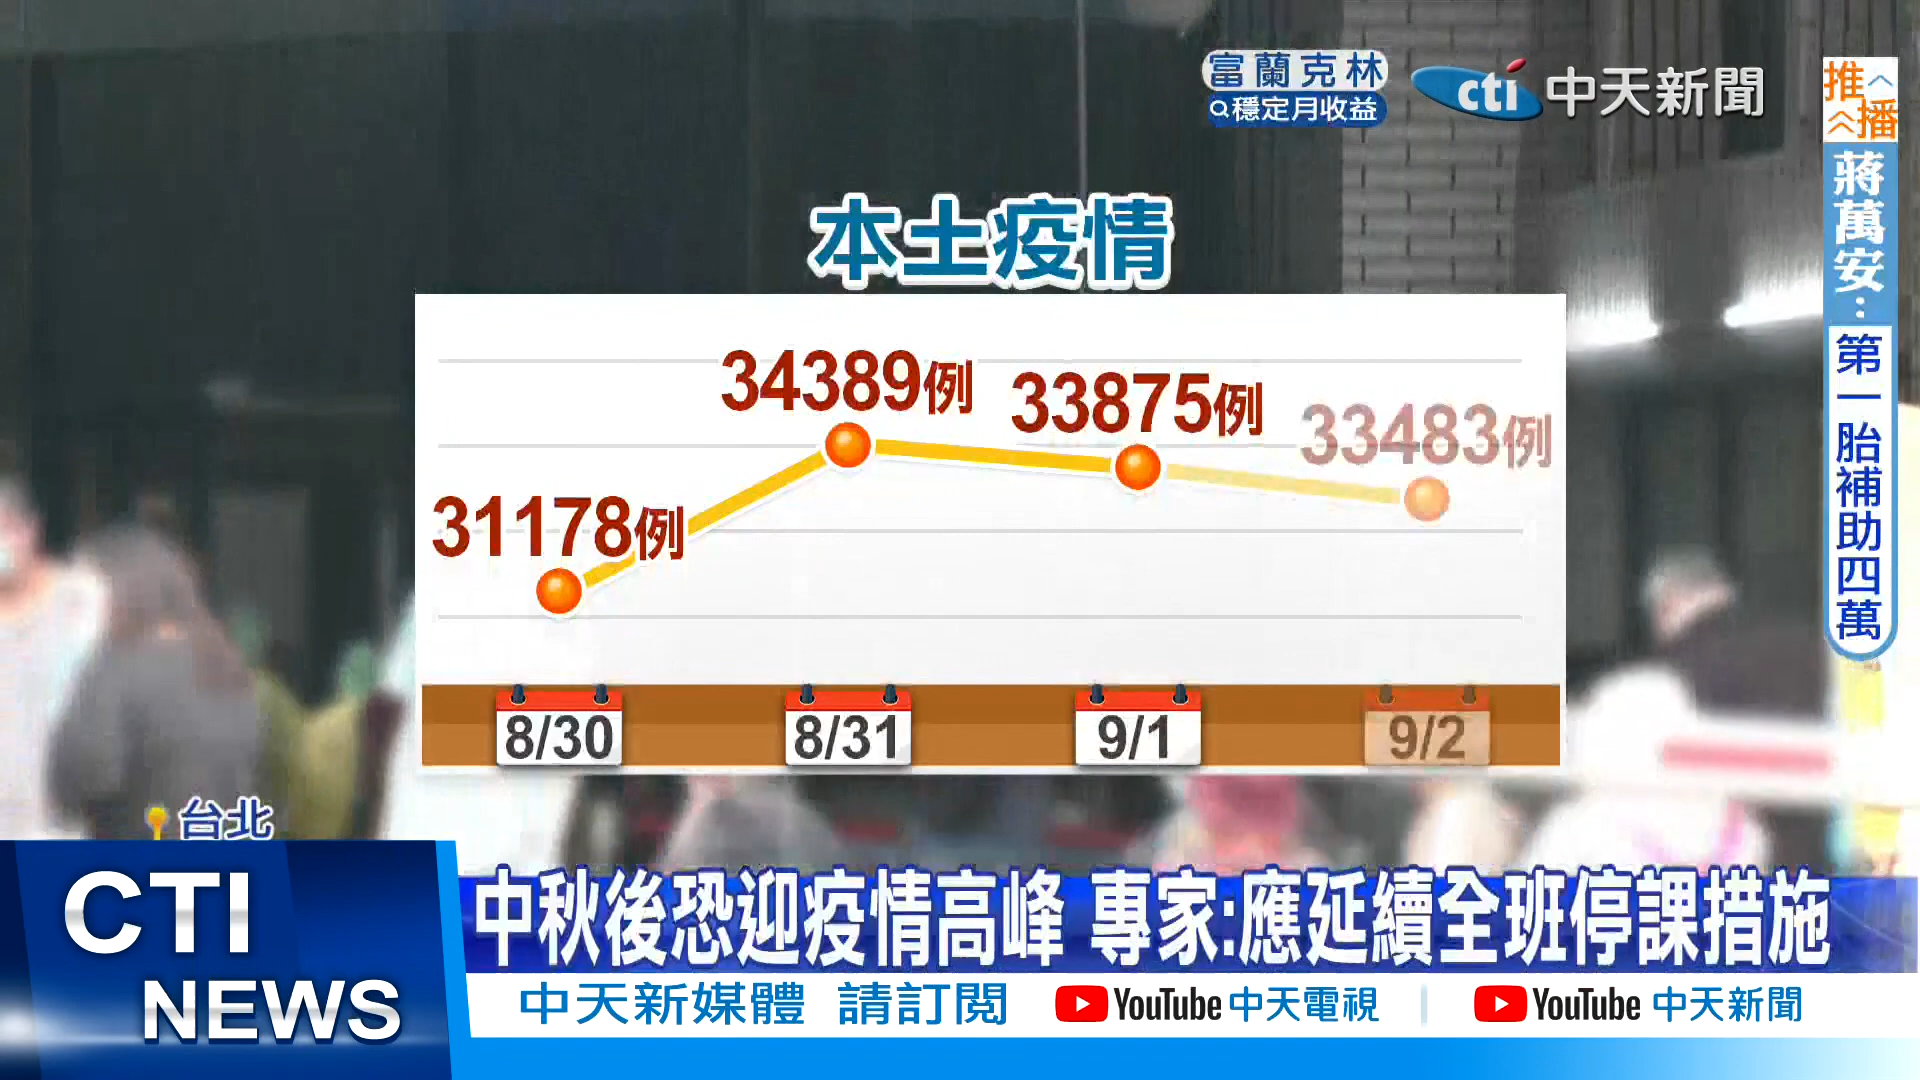 富蘭克林
穩定月收益
cti 中天新聞
推播
蔣萬安:
第一胎補助四萬
本土疫情
31178例
34389例
33875例
33483例
8/30
8/31
9/1
9/2
台北
CTI
NEWS
中秋後恐迎疫情高峰 專家:應延續全班停課措施
中天新媒體 請訂閱 YouTube 中天電視 | YouTube 中天新聞